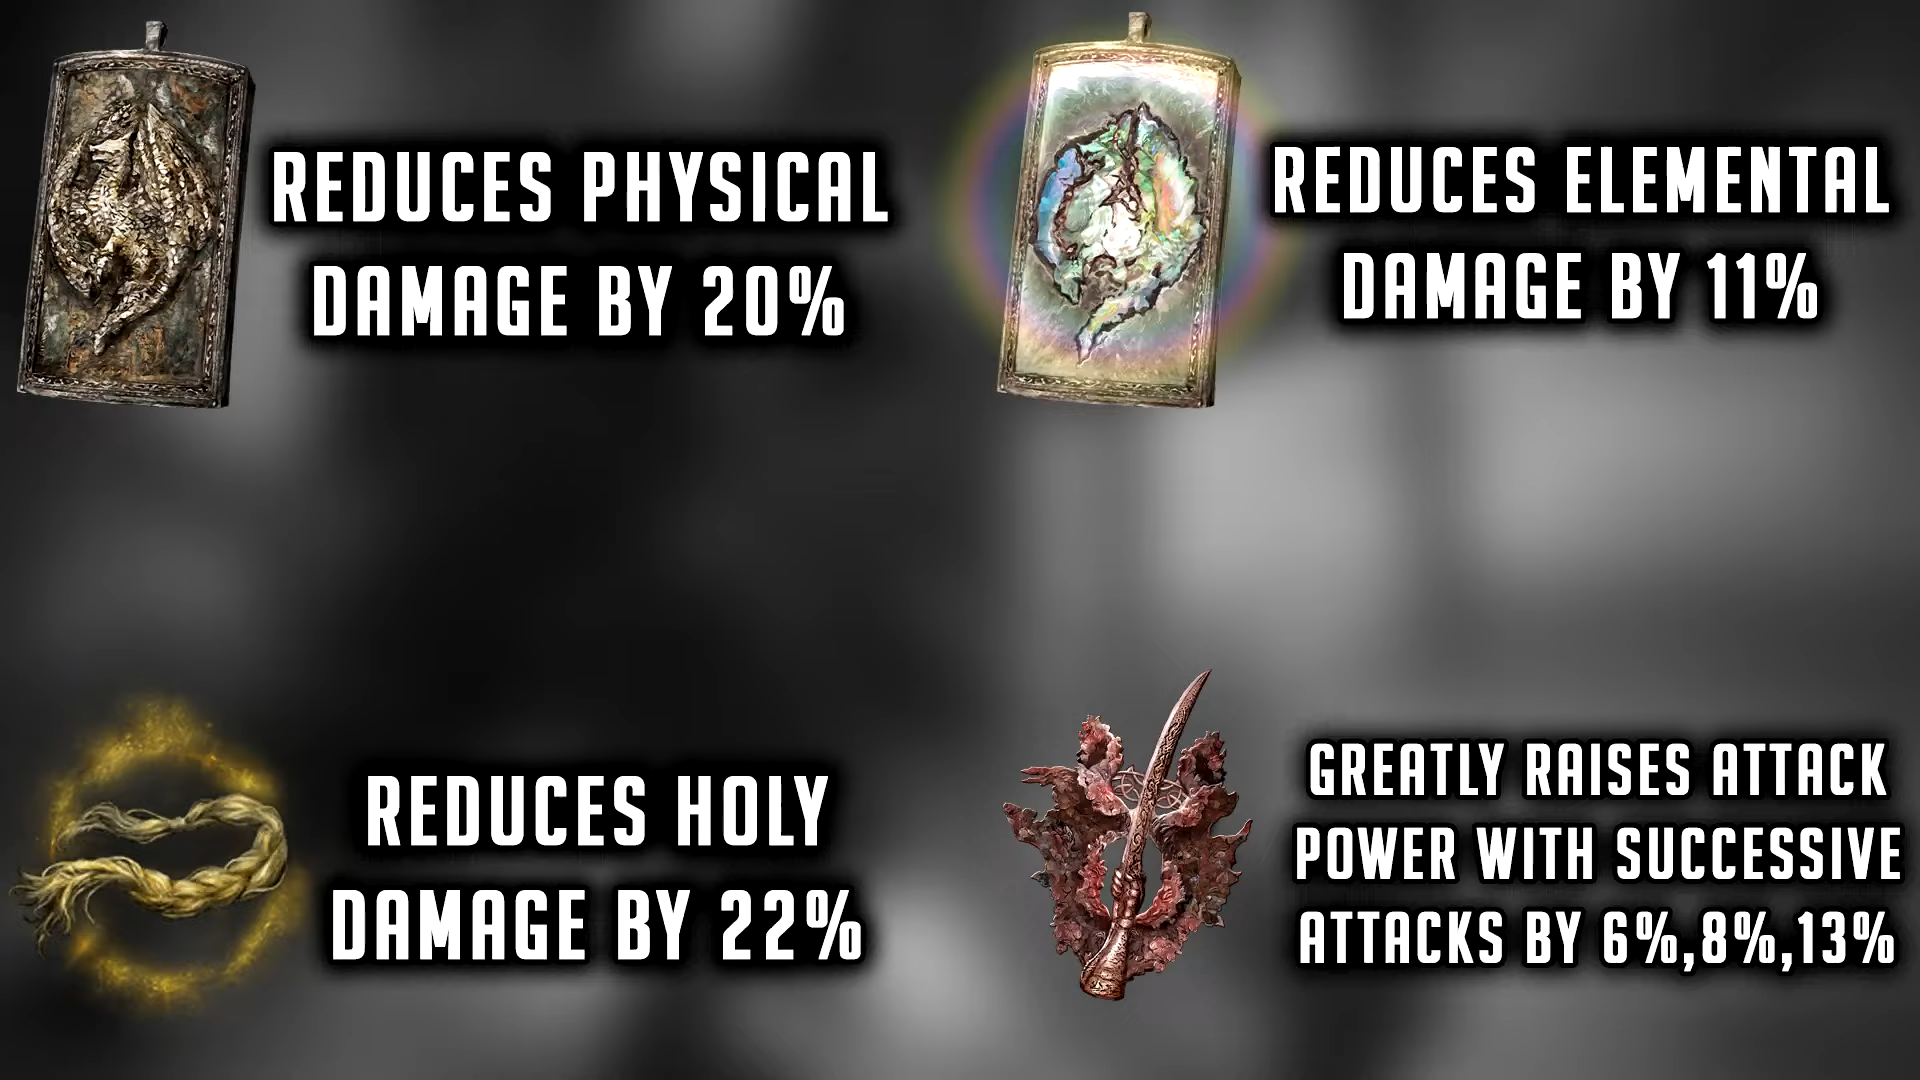 REDUCES PHYSICAL
DAMAGE BY 20%
REDUCES ELEMENTAL
DAMAGE BY 11%
REDUCES HOLY
DAMAGE BY 22%
GREATLY RAISES ATTACK
POWER WITH SUCCESSIVE
ATTACKS BY 6%,8%,13%